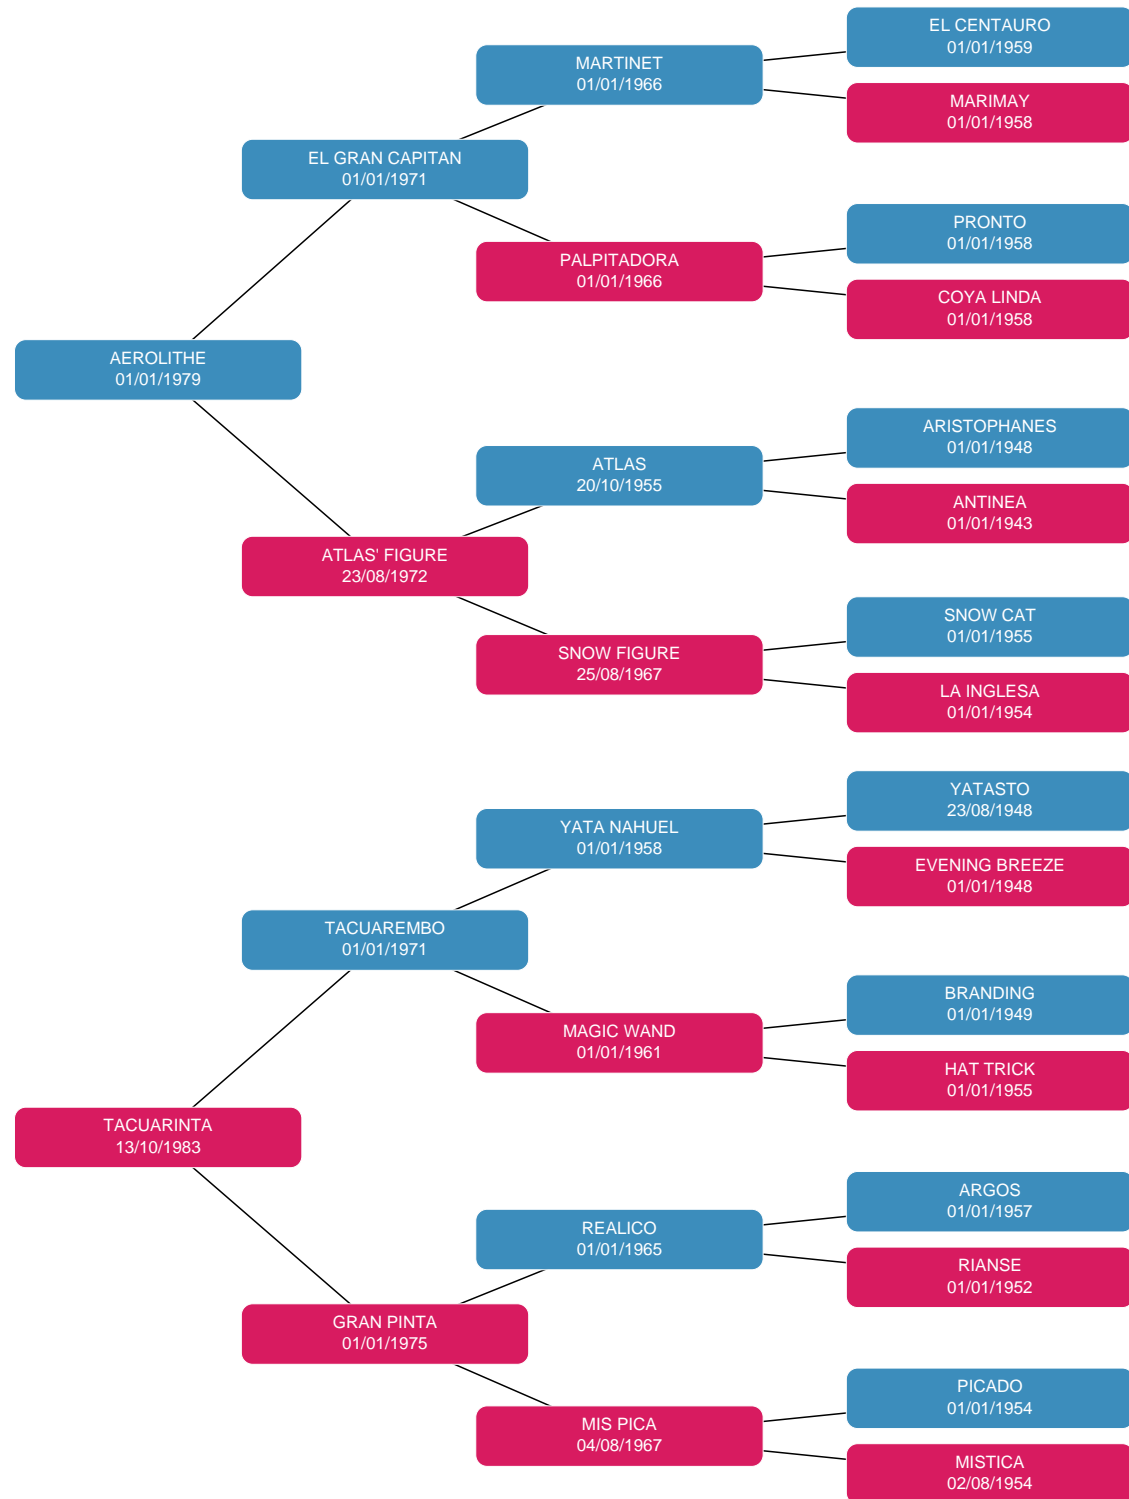 EL CENTAURO
01/01/1959
MARTINET
01/01/1966
MARIMAY
01/01/1958
EL GRAN CAPITAN
01/01/1971
PRONTO
01/01/1958
PALPITADORA
01/01/1966
COYA LINDA
01/01/1958
AEROLITHE
01/01/1979
ARISTOPHANES
01/01/1948
ATLAS
20/10/1955
ANTINEA
01/01/1943
ATLAS' FIGURE
23/08/1972
SNOW CAT
01/01/1955
SNOW FIGURE
25/08/1967
LA INGLESA
01/01/1954
YATASTO
23/08/1948
YATA NAHUEL
01/01/1958
EVENING BREEZE
01/01/1948
TACUAREMBO
01/01/1971
BRANDING
01/01/1949
MAGIC WAND
01/01/1961
HAT TRICK
01/01/1955
TACUARINTA
13/10/1983
ARGOS
01/01/1957
REALICO
01/01/1965
RIANSE
01/01/1952
GRAN PINTA
01/01/1975
PICADO
01/01/1954
MIS PICA
04/08/1967
MISTICA
02/08/1954